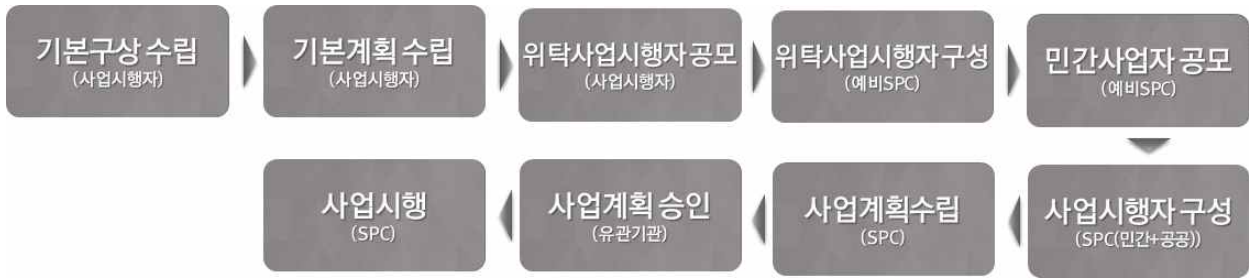 기본구상 수립
(사업시행자)
기본계획 수립
(사업시행자)
위탁사업시행자 공모
(사업시행자)
위탁사업시행자 구성
(예비SPC)
민간사업자 공모
(예비SPC)
사업시행자 구성
(SPC(민간+공공))
사업계획수립
(SPC)
사업계획 승인
(유관기관)
사업시행
(SPC)